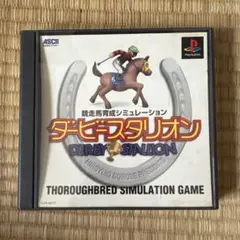 ASCII
PlayStation
競走馬育成シミュレーション
ダービースタリオン
DERBY STALLION
THOROUGHBRED SIMULATION GAME